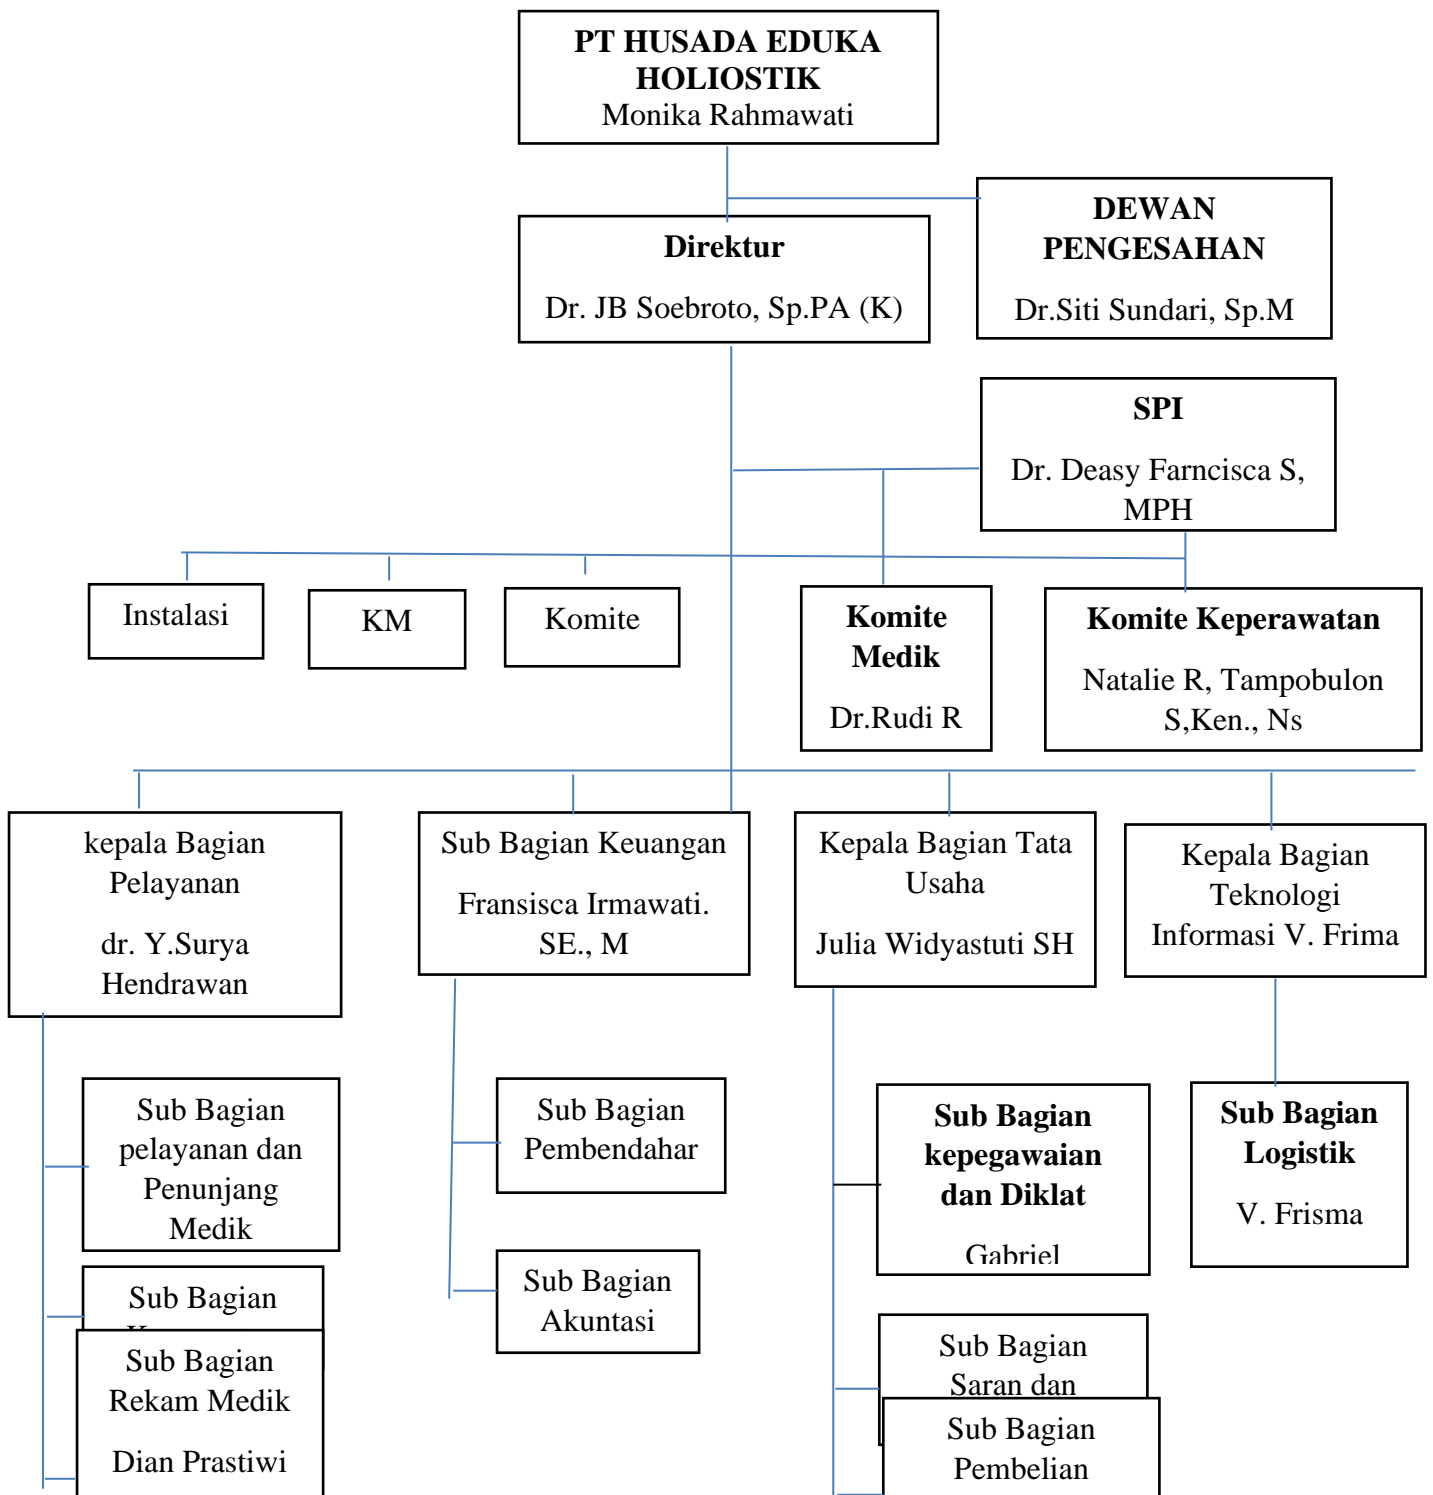 PT HUSADA EDUKA
HOLIOSTIK
Monika Rahmawati
DEWAN
PENGESAHAN
Dr.Siti Sundari, Sp.M
Direktur
Dr. JB Soebroto, Sp.PA (K)
SPI
Dr. Deasy Farncisca S,
MPH
Instalasi
KM
Komite
Komite
Medik
Dr.Rudi R
Komite Keperawatan
Natalie R, Tampobulon
S,Ken., Ns
kepala Bagian
Pelayanan
dr. Y.Surya
Hendrawan
Sub Bagian Keuangan
Fransisca Irmawati.
SE., M
Kepala Bagian Tata
Usaha
Julia Widyastuti SH
Kepala Bagian
Teknologi
Informasi V. Frima
Sub Bagian
pelayanan dan
Penunjang
Medik
Sub Bagian
Sub Bagian
Rekam Medik
Dian Prastiwi
Sub Bagian
Pembendahar
Sub Bagian
Akuntasi
Sub Bagian
kepegawaian
dan Diklat
Gabriel
Sub Bagian
Saran dan
Sub Bagian
Pembelian
Sub Bagian
Logistik
V. Frisma